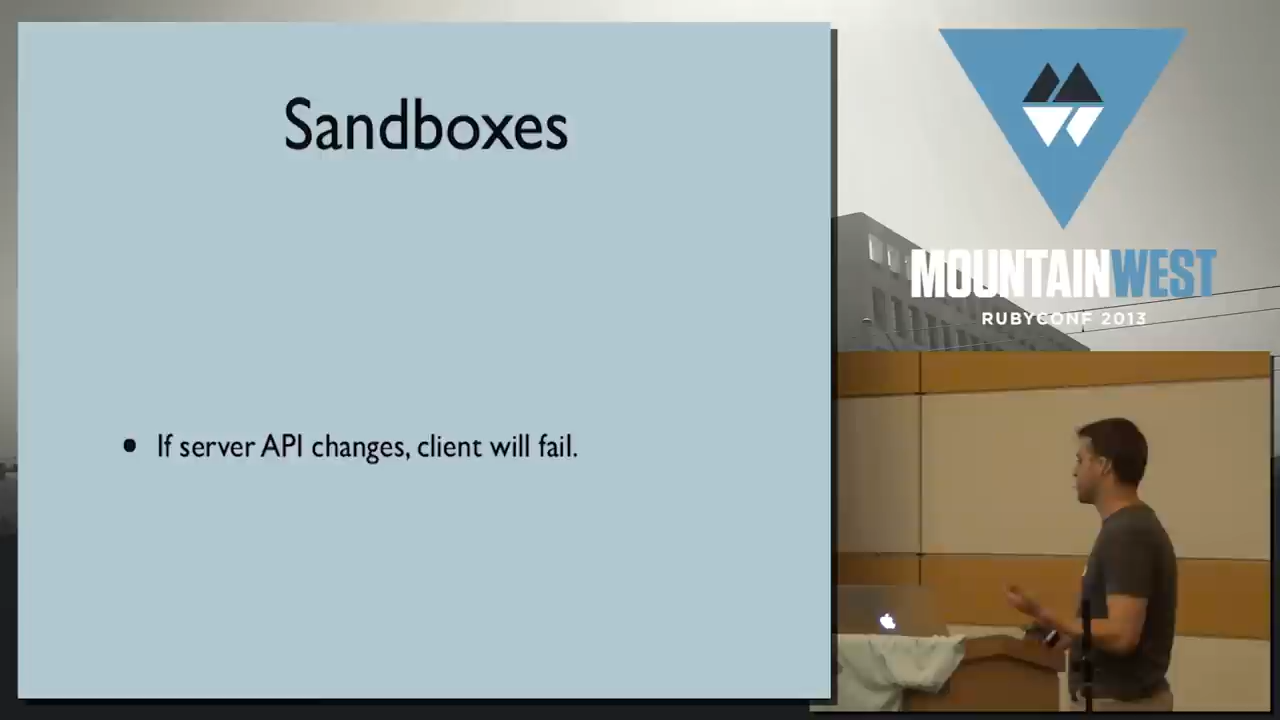 Sandboxes
• If server API changes, client will fail.
MOUNTAINWEST
RUBYCONF 2013